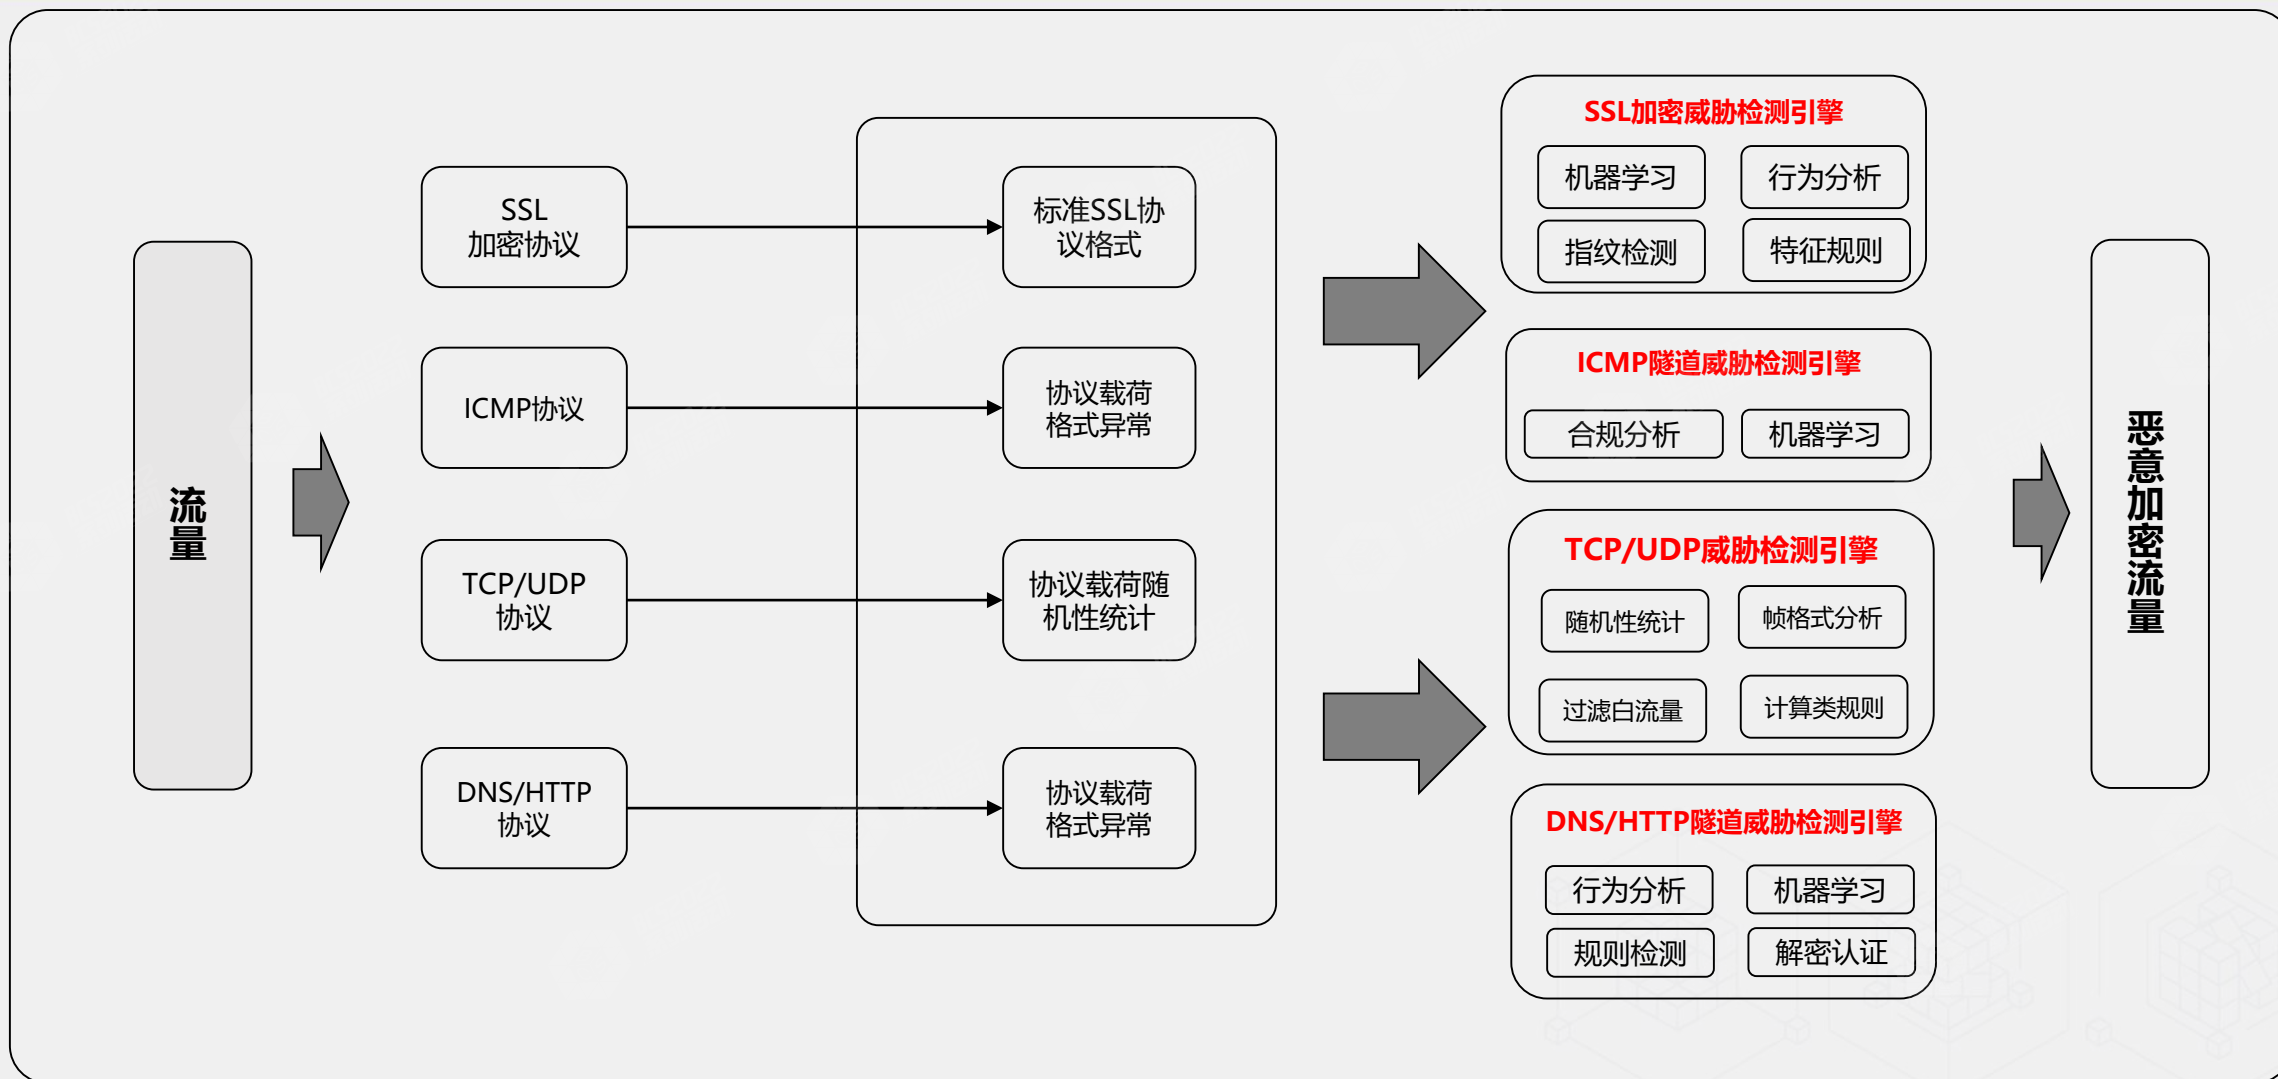 流量
SSL
加密协议
ICMP协议
TCP/UDP
协议
DNS/HTTP
协议
标准SSL协
议格式
协议载荷
格式异常
协议载荷随
机性统计
协议载荷
格式异常
SSL加密威胁检测引擎
机器学习
行为分析
指纹检测
特征规则
ICMP隧道威胁检测引擎
合规分析
机器学习
TCP/UDP威胁检测引擎
随机性统计
帧格式分析
过滤白流量
计算类规则
DNS/HTTP隧道威胁检测引擎
行为分析
机器学习
规则检测
解密认证
恶意加密流量